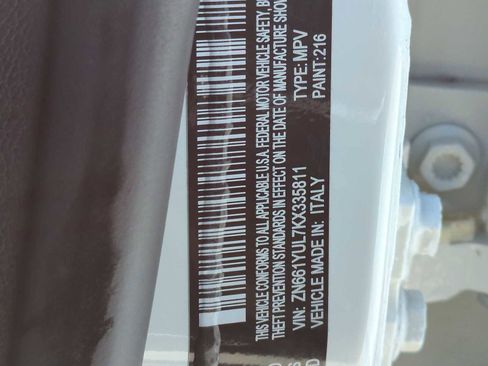 THIS VEHICLE CONFORMS TO ALL APPLICABLE U.S.A. FEDERAL MOTOR VEHICLE SAFETY,
THEFT PREVENTION STANDARDS IN EFFECT ON THE DATE OF MANUFACTURE SHO
VIN: ZN661YUL7KX335811 TYPE: MPV
VEHICLE MADE IN: ITALY PAINT: 216